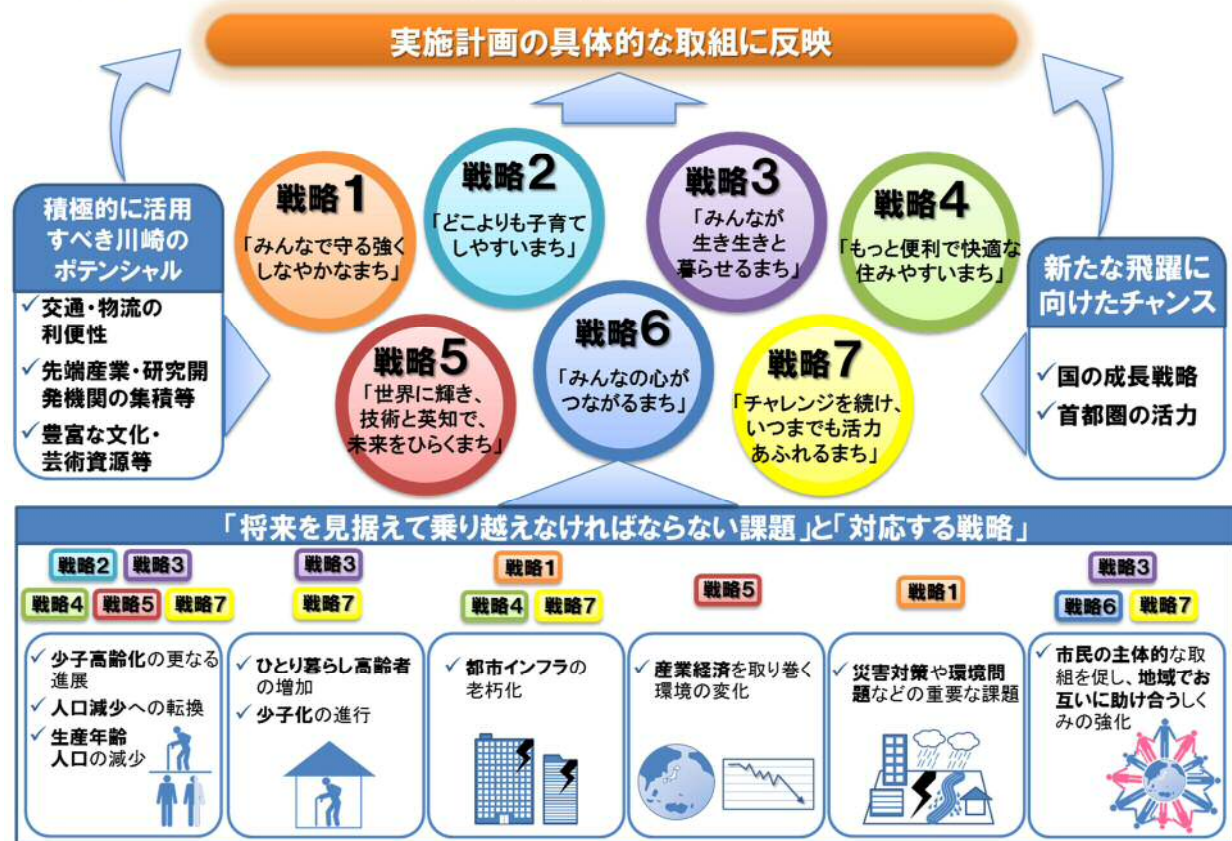 実施計画の具体的な取組に反映
戦略1
「みんなで守る強く
しなやかなまち」
戦略2
「どこよりも子育て
しやすいまち」
戦略3
「みんなが
生き生きと
暮らせるまち」
戦略4
「もっと便利で快適な
住みやすいまち」
戦略5
「世界に輝き、
技術と英知で、
未来をひらくまち」
戦略6
「みんなの心が
つながるまち」
戦略7
「チャレンジを続け、
いつまでも活力
あふれるまち」
積極的に活用
すべき川崎の
ポテンシャル
✓交通・物流の
利便性
✓先端産業・研究開
発機関の集積等
✓豊富な文化・
芸術資源等
新たな飛躍に
向けたチャンス
✓国の成長戦略
✓首都圏の活力
「将来を見据えて乗り越えなければならない課題」と「対応する戦略」
戦略2 戦略3
戦略4 戦略5 戦略7
✓少子高齢化の更なる
進展
✓人口減少への転換
✓生産年齢
人口の減少
戦略3
戦略7
✓ひとり暮らし高齢者
の増加
✓少子化の進行
戦略1
戦略4 戦略7
✓都市インフラの
老朽化
戦略5
✓産業経済を取り巻く
環境の変化
戦略1
✓災害対策や環境問
題などの重要な課題
戦略3
戦略6 戦略7
✓市民の主体的な取
組を促し、地域でお
互いに助け合うしく
みの強化